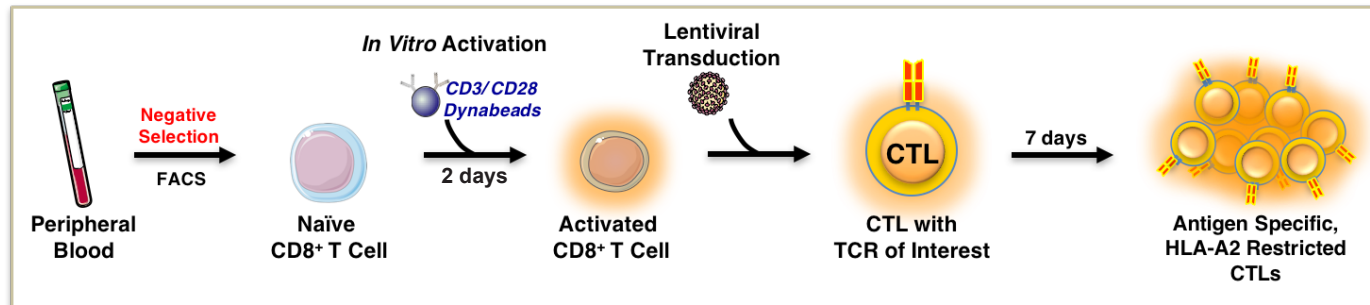 Peripheral
Blood
Negative
Selection
FACS
Naïve
CD8⁺ T Cell
In Vitro Activation
CD3/ CD28
Dynabeads
2 days
Activated
CD8⁺ T Cell
Lentiviral
Transduction
CTL
CTL with
TCR of Interest
7 days
Antigen Specific,
HLA-A2 Restricted
CTLs